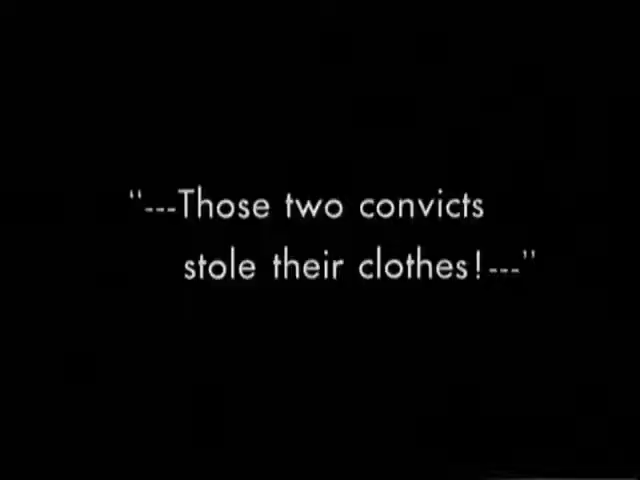 "---Those two convicts
stole their clothes!---"